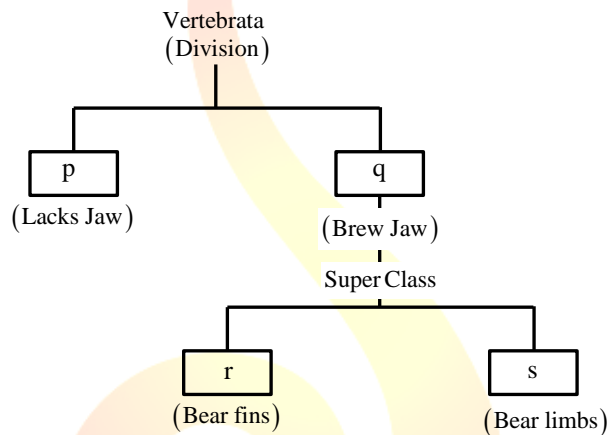 Vertebrata
(Division)
p
q
(Lacks Jaw)
(Brew Jaw)
Super Class
r
s
(Bear fins)
(Bear limbs)